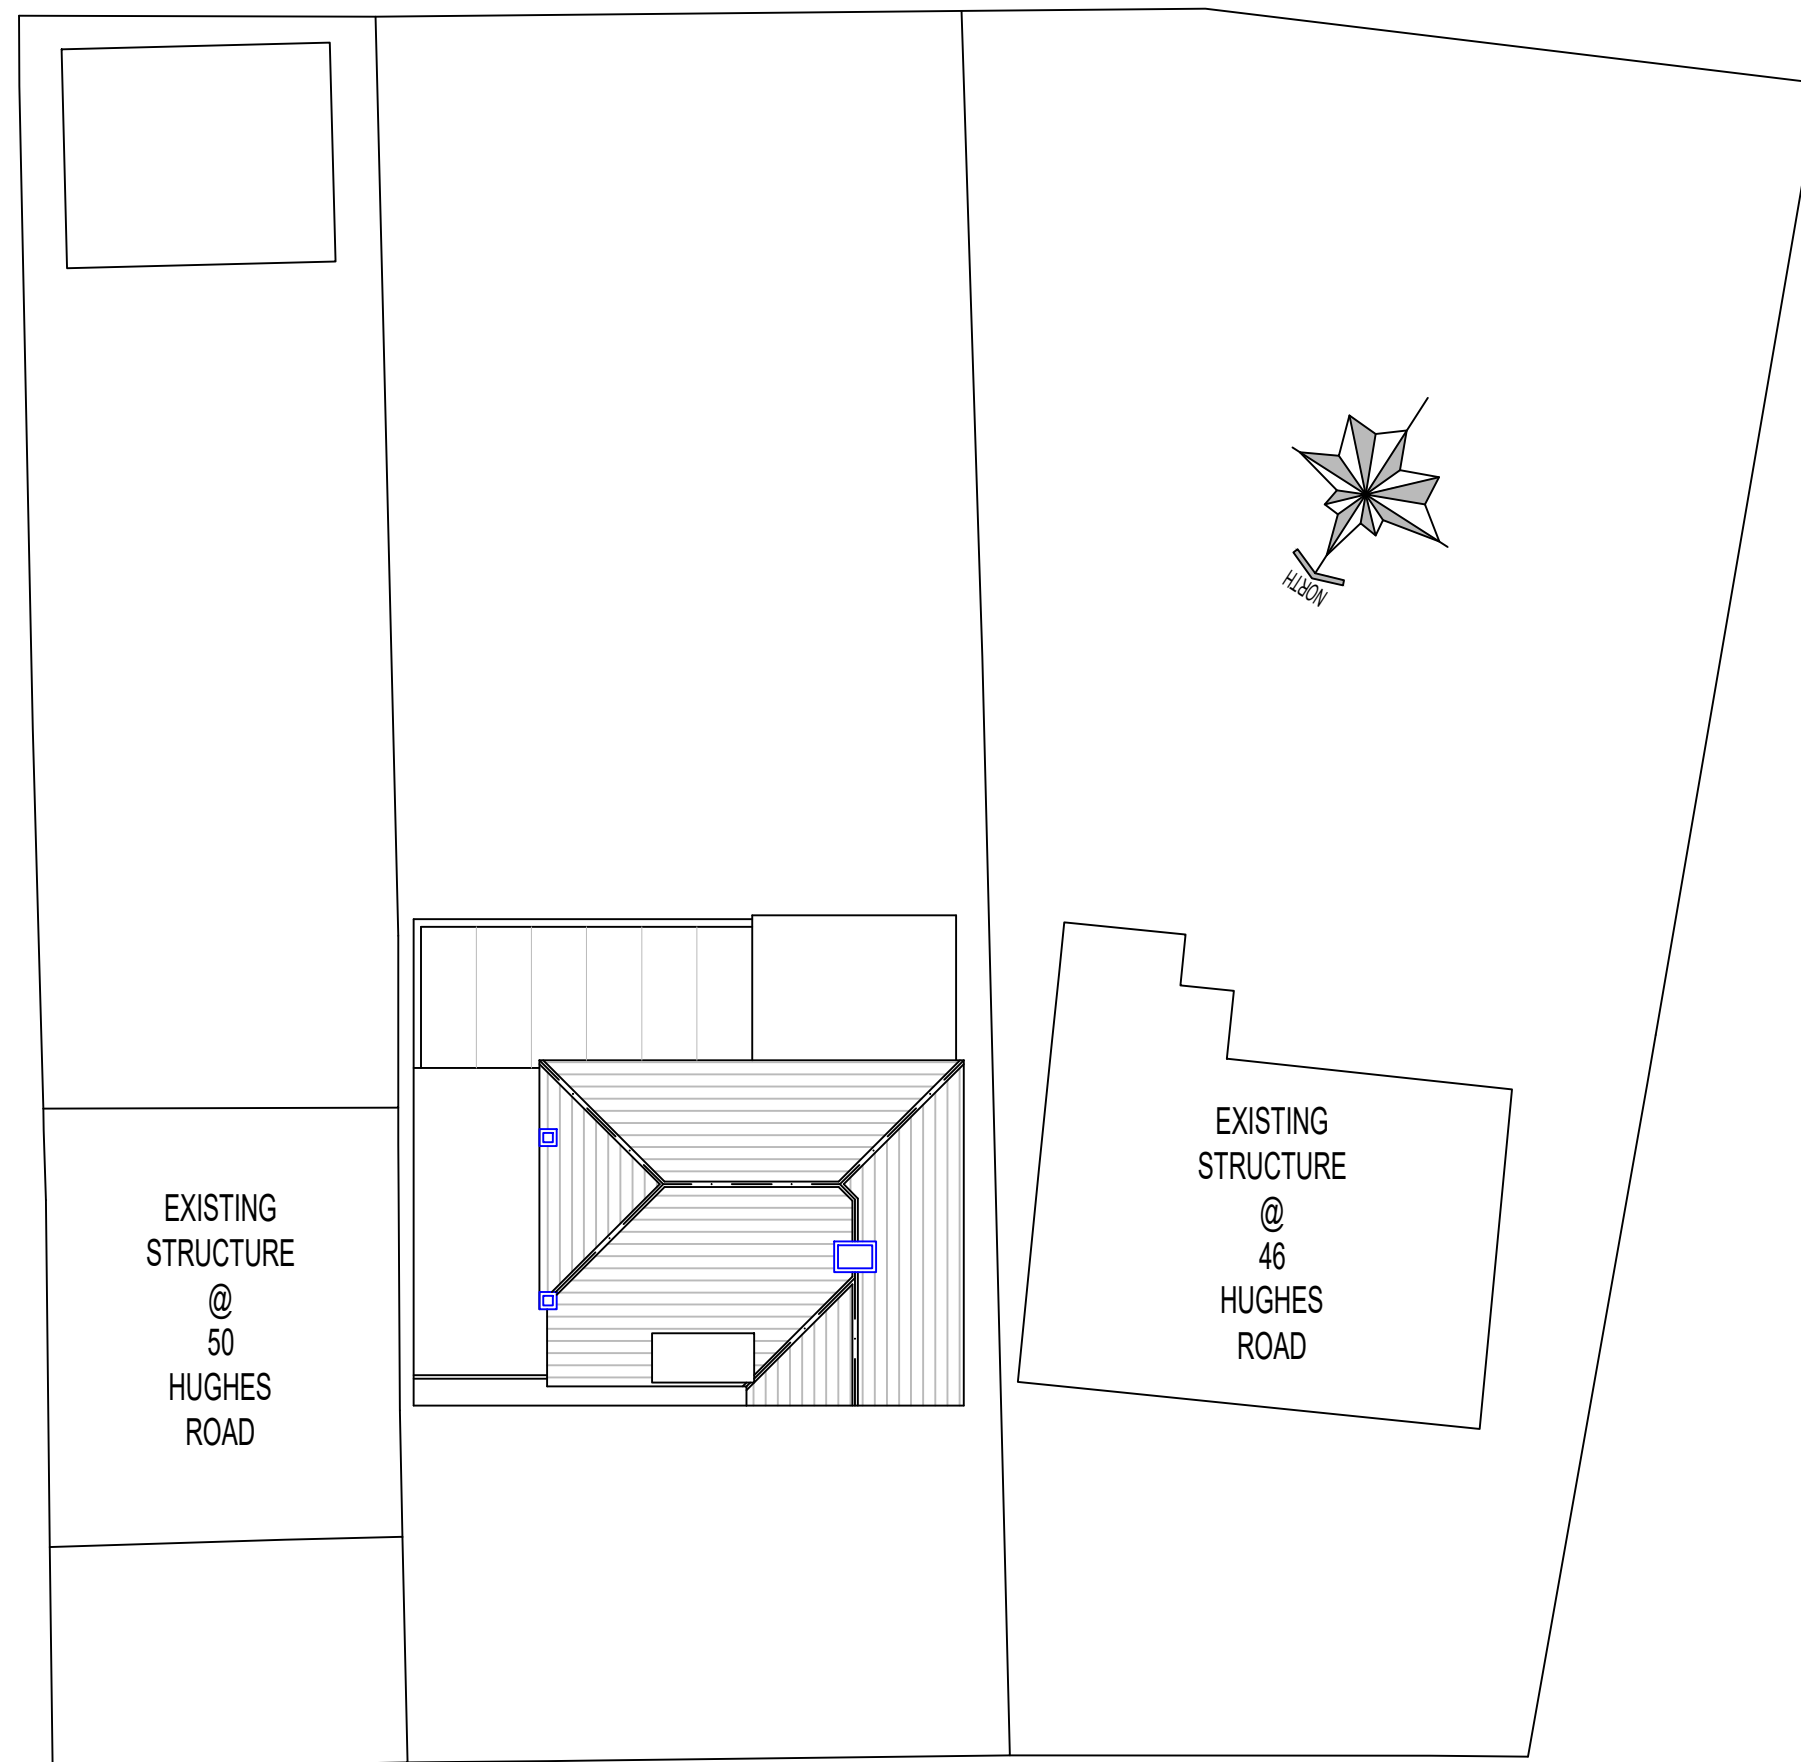 NORTH
EXISTING
STRUCTURE
@
46
HUGHES
ROAD
EXISTING
STRUCTURE
@
50
HUGHES
ROAD